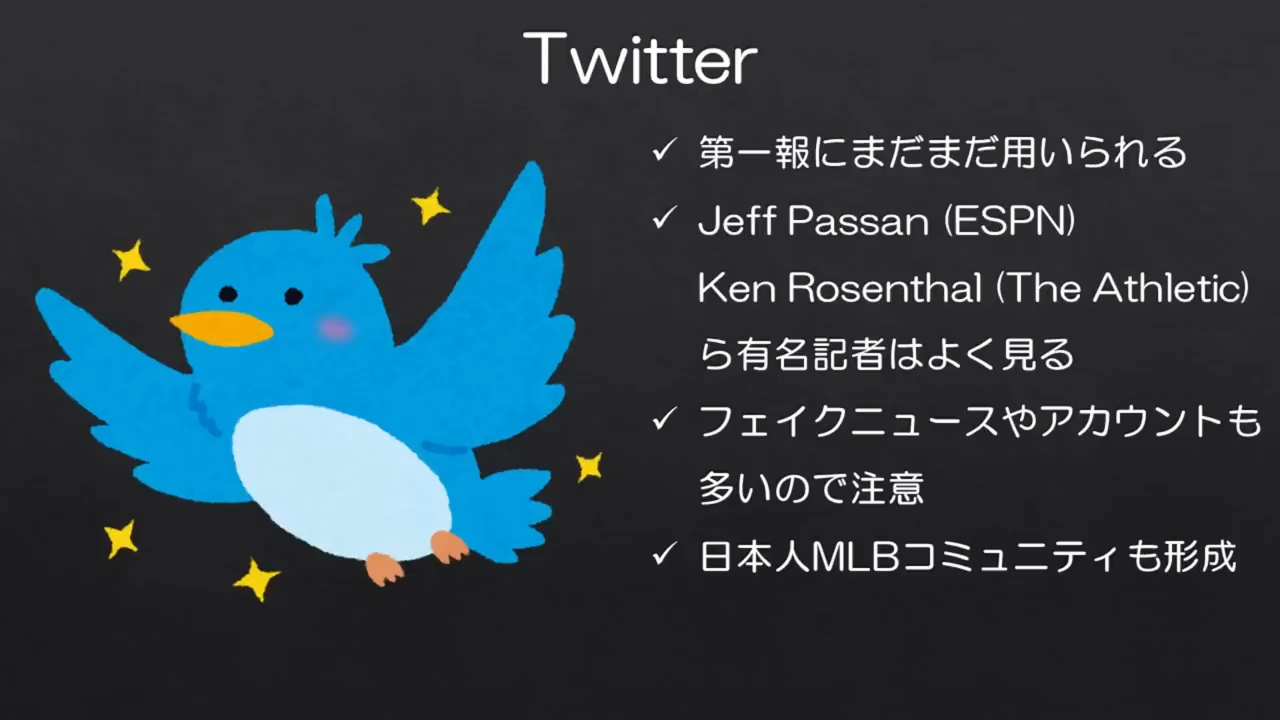 Twitter
✓ 第一報にまだまだ用いられる
✓ Jeff Passan (ESPN)
Ken Rosenthal (The Athletic)
ら有名記者はよく見る
✓ フェイクニュースやアカウントも
多いので注意
✓ 日本人MLBコミュニティも形成